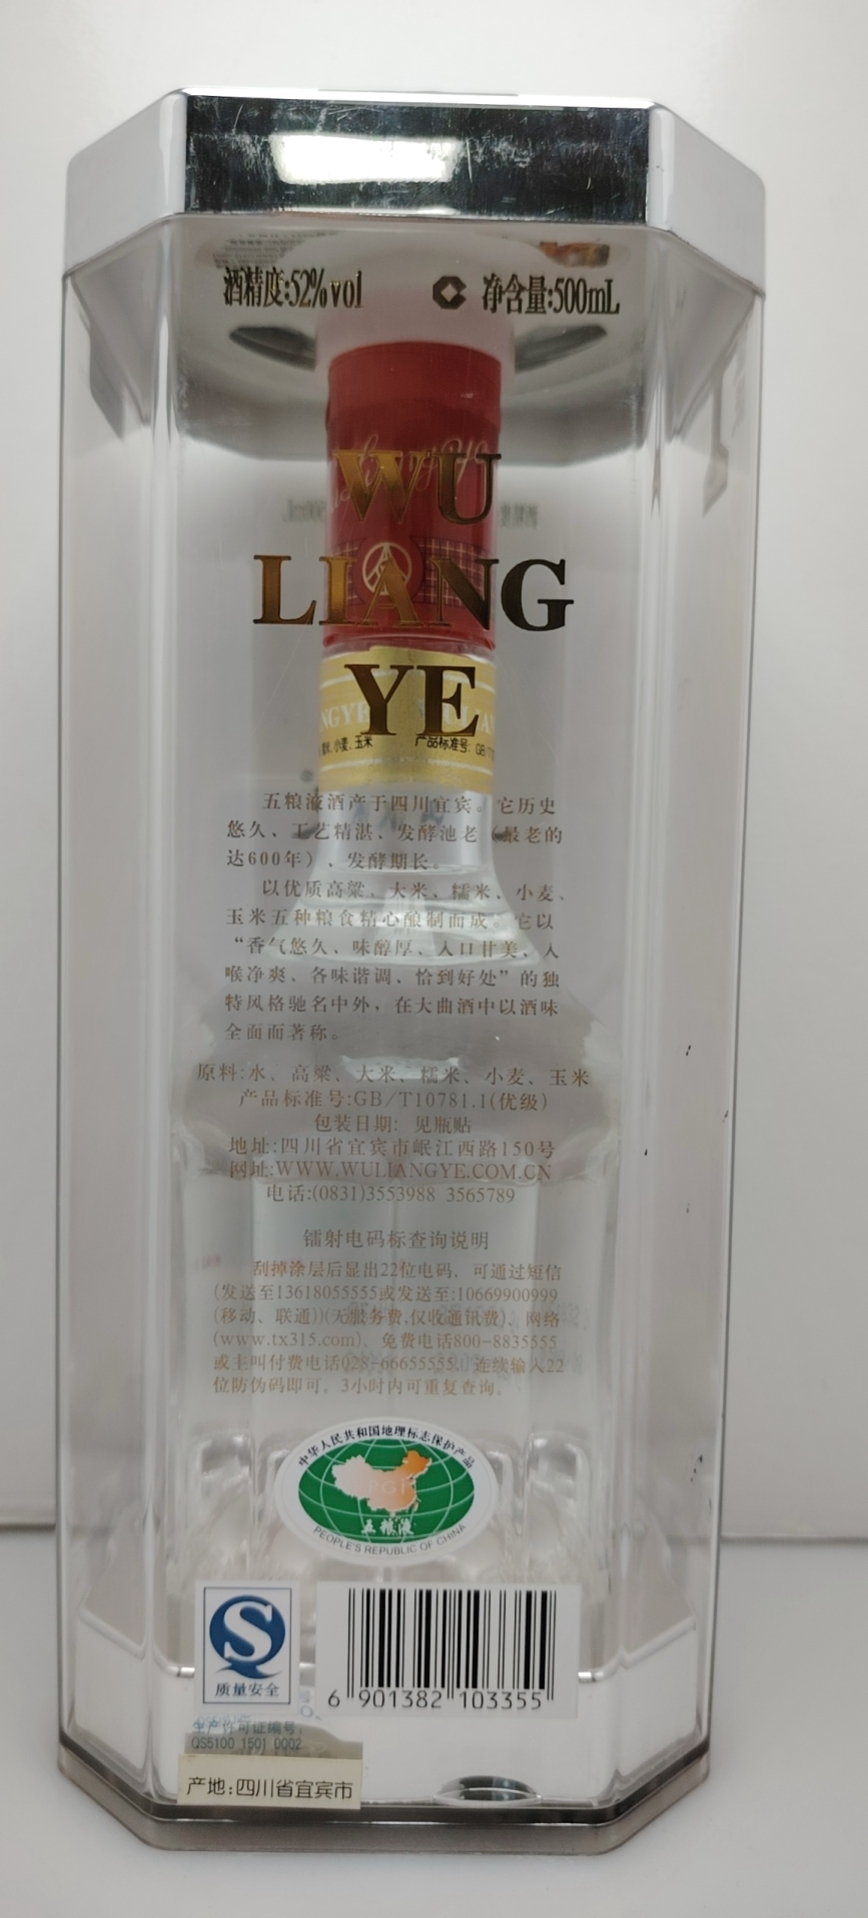 酒精度:52%vol 净含量:500mL
WU
LIANG
YE
小麦、玉米 产品标准号: GB
五粮液酒产于四川宜宾。它历史
悠久、工艺精湛、发酵池老（最老的
达600年）、发酵期长。
以优质高粱、大米、糯米、小麦、
玉米五种粮食精心酿制而成。它以
“香气悠久、味醇厚、入口甘美、入
喉净爽、各味谐调、恰到好处”的独
特风格驰名中外，在大曲酒中以酒味
全面而著称。
原料:水、高粱、大米、糯米、小麦、玉米
产品标准号:GB/T10781.1(优级)
包装日期: 见瓶贴
地址:四川省宜宾市岷江西路150号
网址:WWW.WULIANGYE.COM.CN
电话:(0831)3553988 3565789
镭射电码标查询说明
刮掉涂层后显出22位电码，可通过短信
(发送至13618055555或发送至:10669900999
(移动、联通))(无服务费,仅收通讯费)、网络
(www.tx315.com)、免费电话800-8835555
或主叫付费电话028-66655555。连续输入22
位防伪码即可。3小时内可重复查询。
中华人民共和国地理标志保护产品
PGI
五粮液
PEOPLE'S REPUBLIC OF CHINA
质量安全
6 901382 103355
生产许可证编号:
QS5100 1501 0002
产地:四川省宜宾市